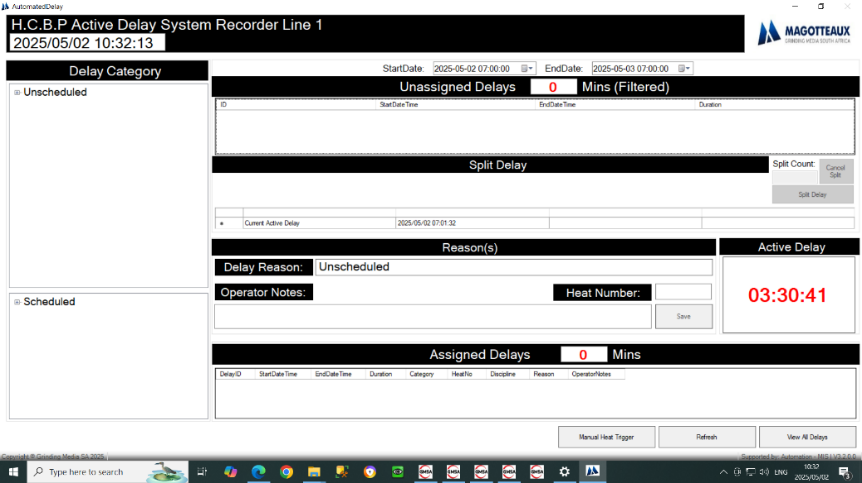 AutomatedDelay
H.C.B.P Active Delay System Recorder Line 1
2025/05/02 10:32:13
MAGOTTEAUX
GRINDING MEDIA SOUTH AFRICA
Delay Category
StartDate: 2025-05-02 07:00:00 EndDate: 2025-05-03 07:00:00
Unscheduled
Unassigned Delays 0 Mins (Filtered)
ID StartDateTime EndDateTime Duration
Split Delay
Split Count:
Cancel Split
Split Delay
Current Active Delay 2025/05/02 07:01:32
Reason(s)
Active Delay
Delay Reason: Unscheduled
Operator Notes: Heat Number:
Save
03:30:41
Scheduled
Assigned Delays 0 Mins
DelayID StartDateTime EndDateTime Duration Category HeatNo Discipline Reason OperatorNotes
Manual Heat Trigger Refresh View All Delays
Copyright © Grinding Media SA 2025.
Supported by: Automation - MIS | V3.2.0.0
Type here to search
GMSA GMSA GMSA GMSA GMSA
ENG
10:32
2025/05/02
3